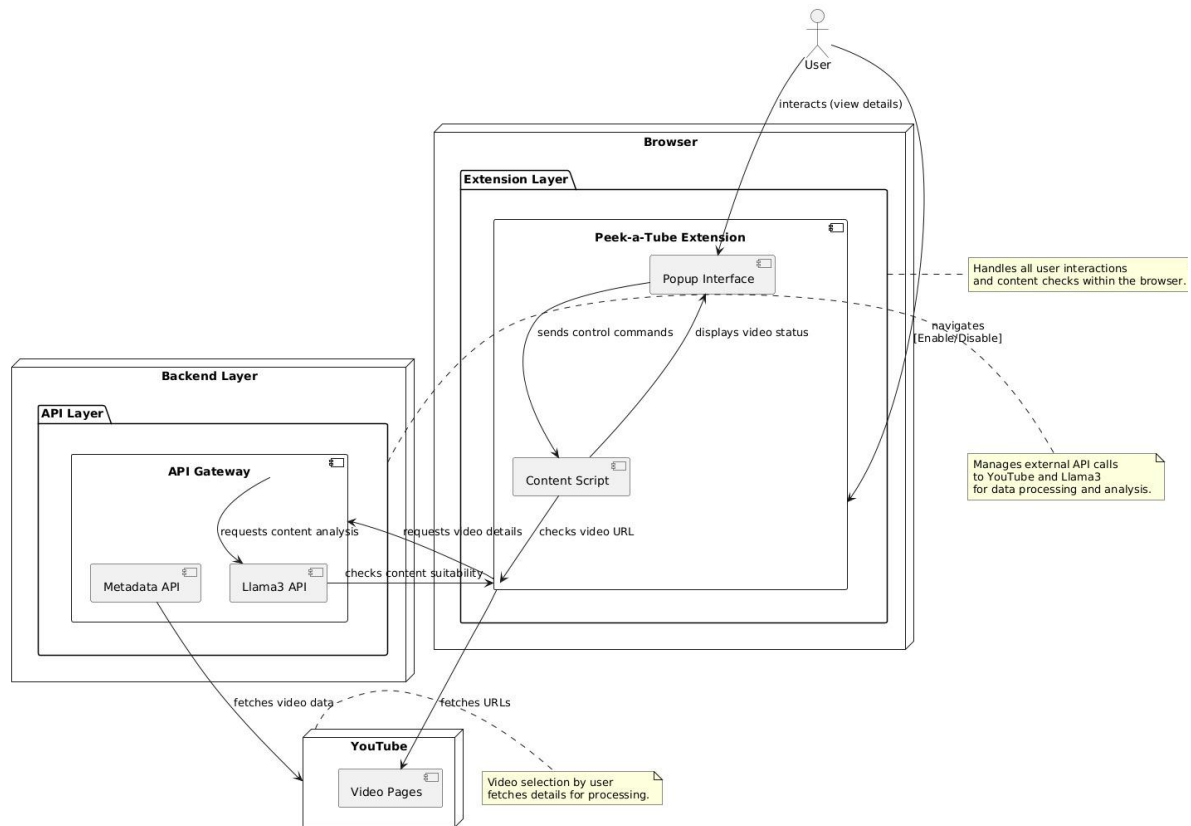 User
interacts (view details)
Browser
Extension Layer
Peek-a-Tube Extension
Popup Interface
Handles all user interactions
and content checks within the browser.
sends control commands
displays video status
navigates
[Enable/Disable]
Backend Layer
API Layer
API Gateway
Content Script
Manages external API calls
to YouTube and Llama3
for data processing and analysis.
requests content analysis
requests video details
checks video URL
checks content suitability
Metadata API
Llama3 API
fetches video data
fetches URLs
YouTube
Video Pages
Video selection by user
fetches details for processing.